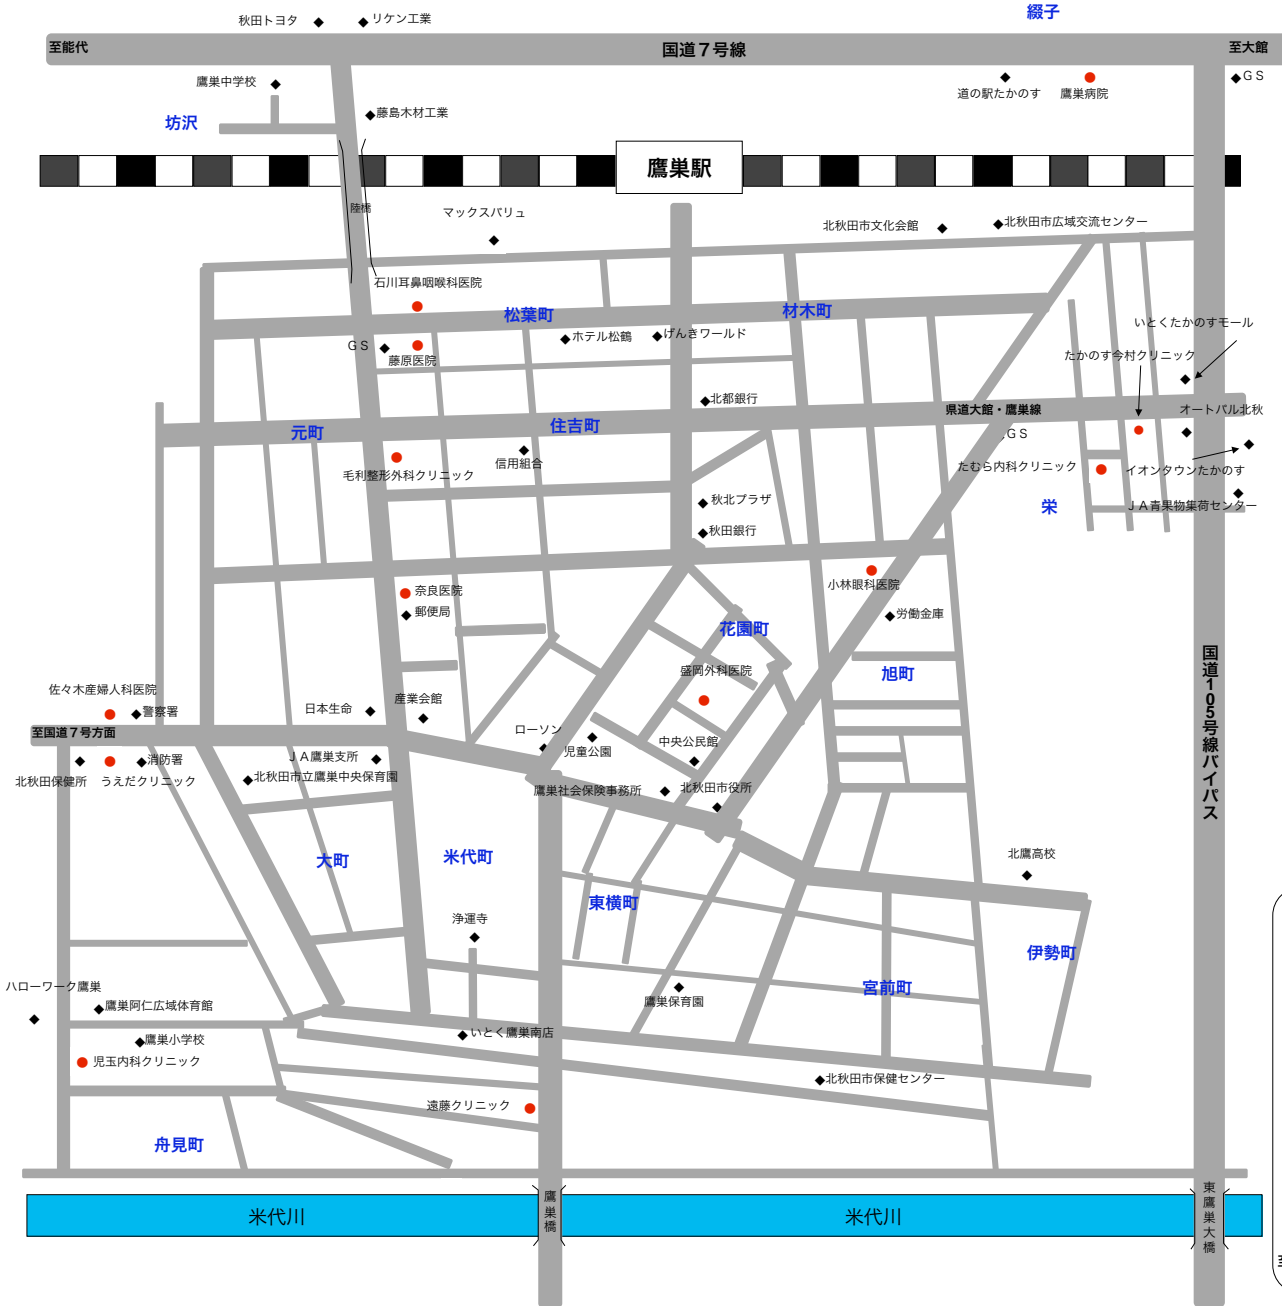 綴子
秋田トヨタ
リケン工業
至能代
国道７号線
至大館
鷹巣中学校
道の駅たかのす
鷹巣病院
ＧＳ
藤島木材工業
坊沢
鷹巣駅
陸橋
マックスバリュ
北秋田市文化会館
北秋田市広域交流センター
石川耳鼻咽喉科医院
松葉町
材木町
いとくたかのすモール
ＧＳ
藤原医院
ホテル松鶴
げんきワールド
たかのす今村クリニック
北都銀行
県道大館・鷹巣線
オートパル北秋
元町
住吉町
ＧＳ
毛利整形外科クリニック
信用組合
たむら内科クリニック
イオンタウンたかのす
秋北プラザ
栄
ＪＡ青果物集荷センター
秋田銀行
奈良医院
小林眼科医院
郵便局
労働金庫
花園町
国道105号線バイパス
盛岡外科医院
旭町
佐々木産婦人科医院
警察署
日本生命
産業会館
至国道７号方面
ローソン
児童公園
中央公民館
北秋田保健所
うえだクリニック
消防署
ＪＡ鷹巣支所
北秋田市立鷹巣中央保育園
鷹巣社会保険事務所
北秋田市役所
大町
米代町
北鷹高校
東横町
浄運寺
伊勢町
ハローワーク鷹巣
鷹巣阿仁広域体育館
鷹巣保育園
宮前町
鷹巣小学校
いとく鷹巣南店
児玉内科クリニック
北秋田市保健センター
遠藤クリニック
舟見町
米代川
鷹巣橋
米代川
東鷹巣大橋